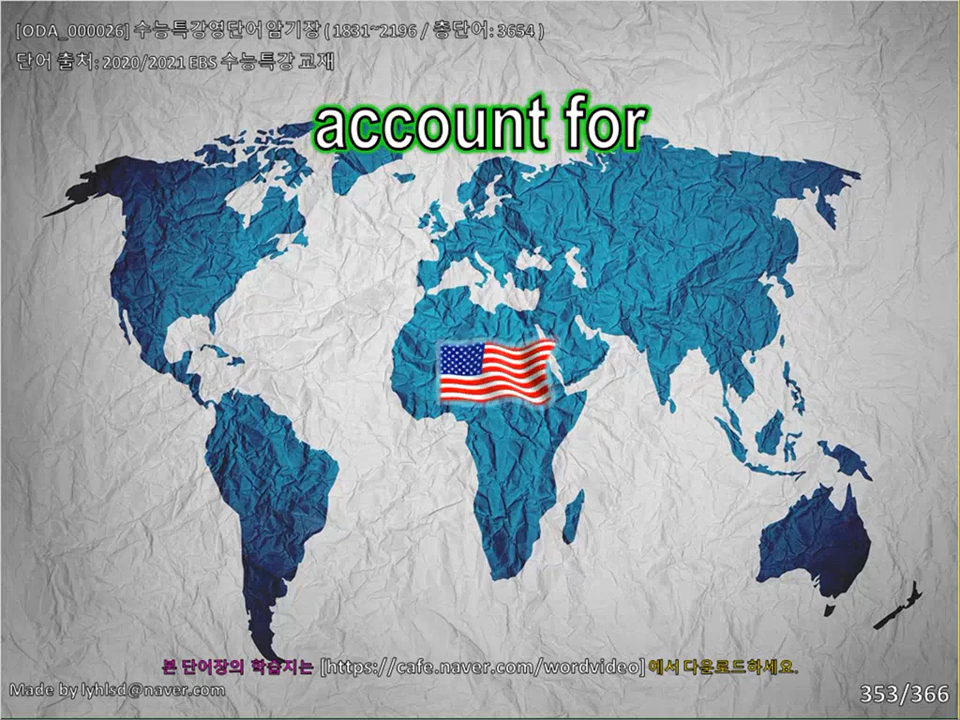 [ODA_000026] 수능특강영단어 암기장 ( 1831~2196 / 총단어: 3654 )
단어 출처: 2020/2021 EBS 수능특강 교재
account for
본 단어장의 학습지는 [https://cafe.naver.com/wordvideo] 에서 다운로드하세요.
Made by lyhlsd@naver.com
353/366